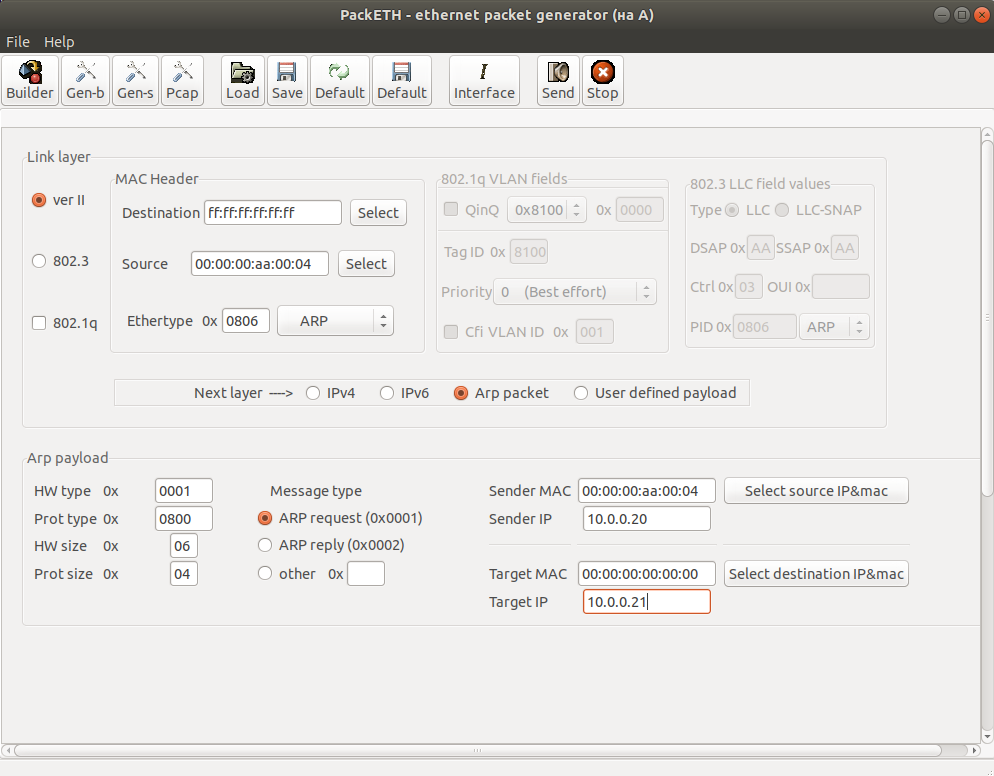 PackETH - ethernet packet generator (на A)
File Help
Builder Gen-b Gen-s Pcap Load Save Default Default Interface Send Stop
Link layer
MAC Header
802.1q VLAN fields
802.3 LLC field values
ver II
Destination ff:ff:ff:ff:ff:ff Select
QinQ 0x8100 0x 0000
Type LLC LLC-SNAP
802.3
Source 00:00:00:aa:00:04 Select
Tag ID 0x 8100
DSAP 0x AA SSAP 0x AA
Priority 0 (Best effort)
Ctrl 0x 03 OUI 0x
802.1q
Ethertype 0x 0806 ARP
Cfi VLAN ID 0x 001
PID 0x 0806 ARP
Next layer ----> IPv4 IPv6 Arp packet User defined payload
Arp payload
HW type 0x 0001
Message type
Sender MAC 00:00:00:aa:00:04 Select source IP&mac
Prot type 0x 0800
ARP request (0x0001)
Sender IP 10.0.0.20
HW size 0x 06
ARP reply (0x0002)
Prot size 0x 04
other 0x
Target MAC 00:00:00:00:00:00 Select destination IP&mac
Target IP 10.0.0.21